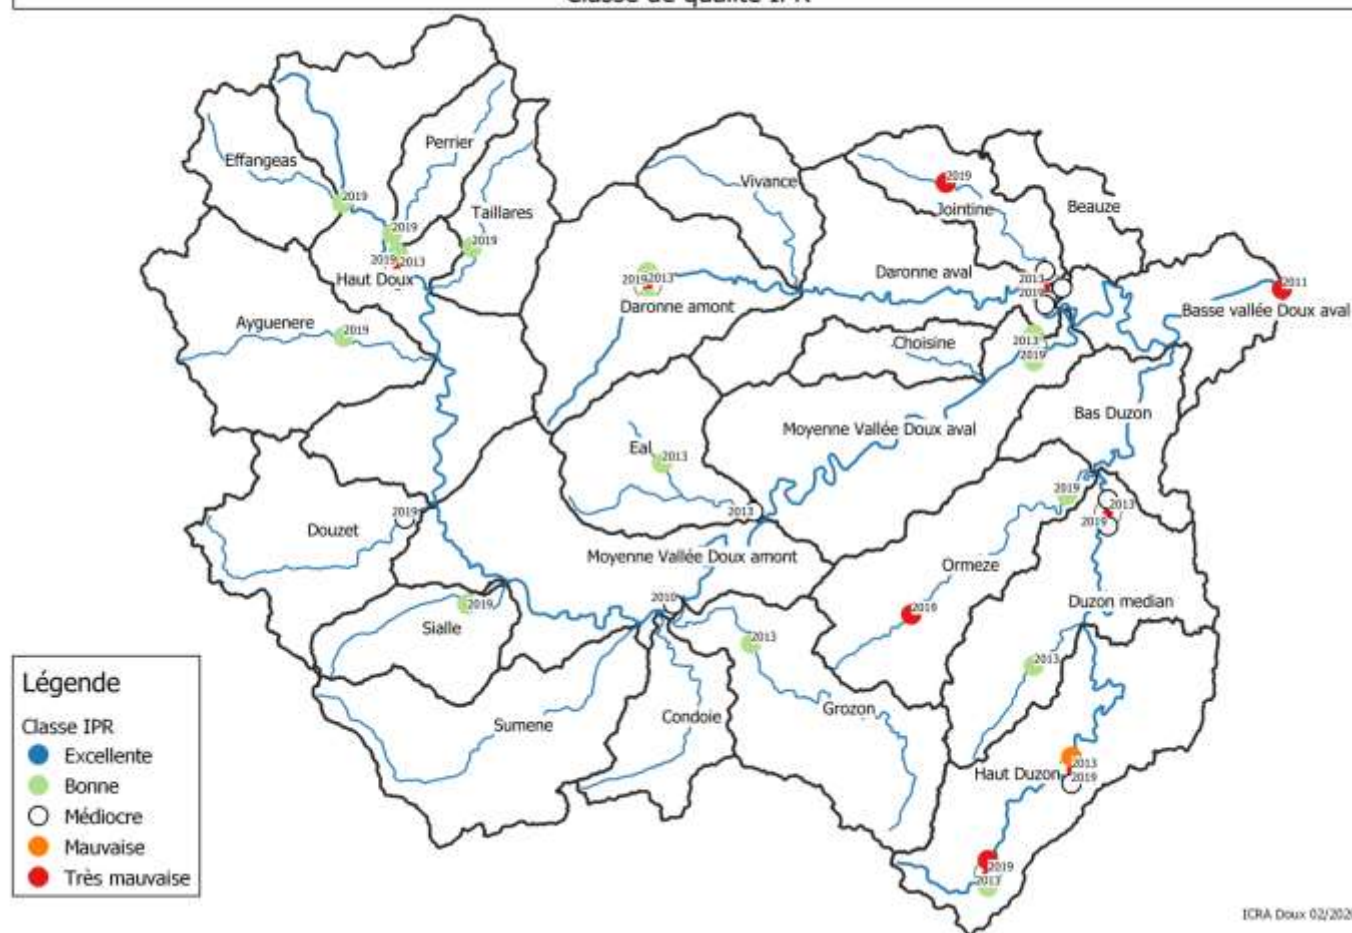 Classe de qualité IPR
Perrier
Effangeas
Vivance
2019
Jointine
Beauze
2019
Taillares
2019
2019
2019
2013
Haut Doux
Daronne aval
2019
2013
Daronne amont
2013
2019
2011
Basse vallée Doux aval
Ayguenere
2019
Choisine
2013
2019
Bas Duzon
Moyenne Vallée Doux aval
Eal
2013
2019
2013
2019
2013
2019
Douzet
Moyenne Vallée Doux amont
Ormeze
2010
2019
Sialle
2019
Duzon median
2013
2013
Grozon
Condoie
Sumene
Haut Duzon
2013
2019
2019
2013
Légende
Classe IPR
Excellente
Bonne
Médiocre
Mauvaise
Très mauvaise
ICRA Doux 02/2020